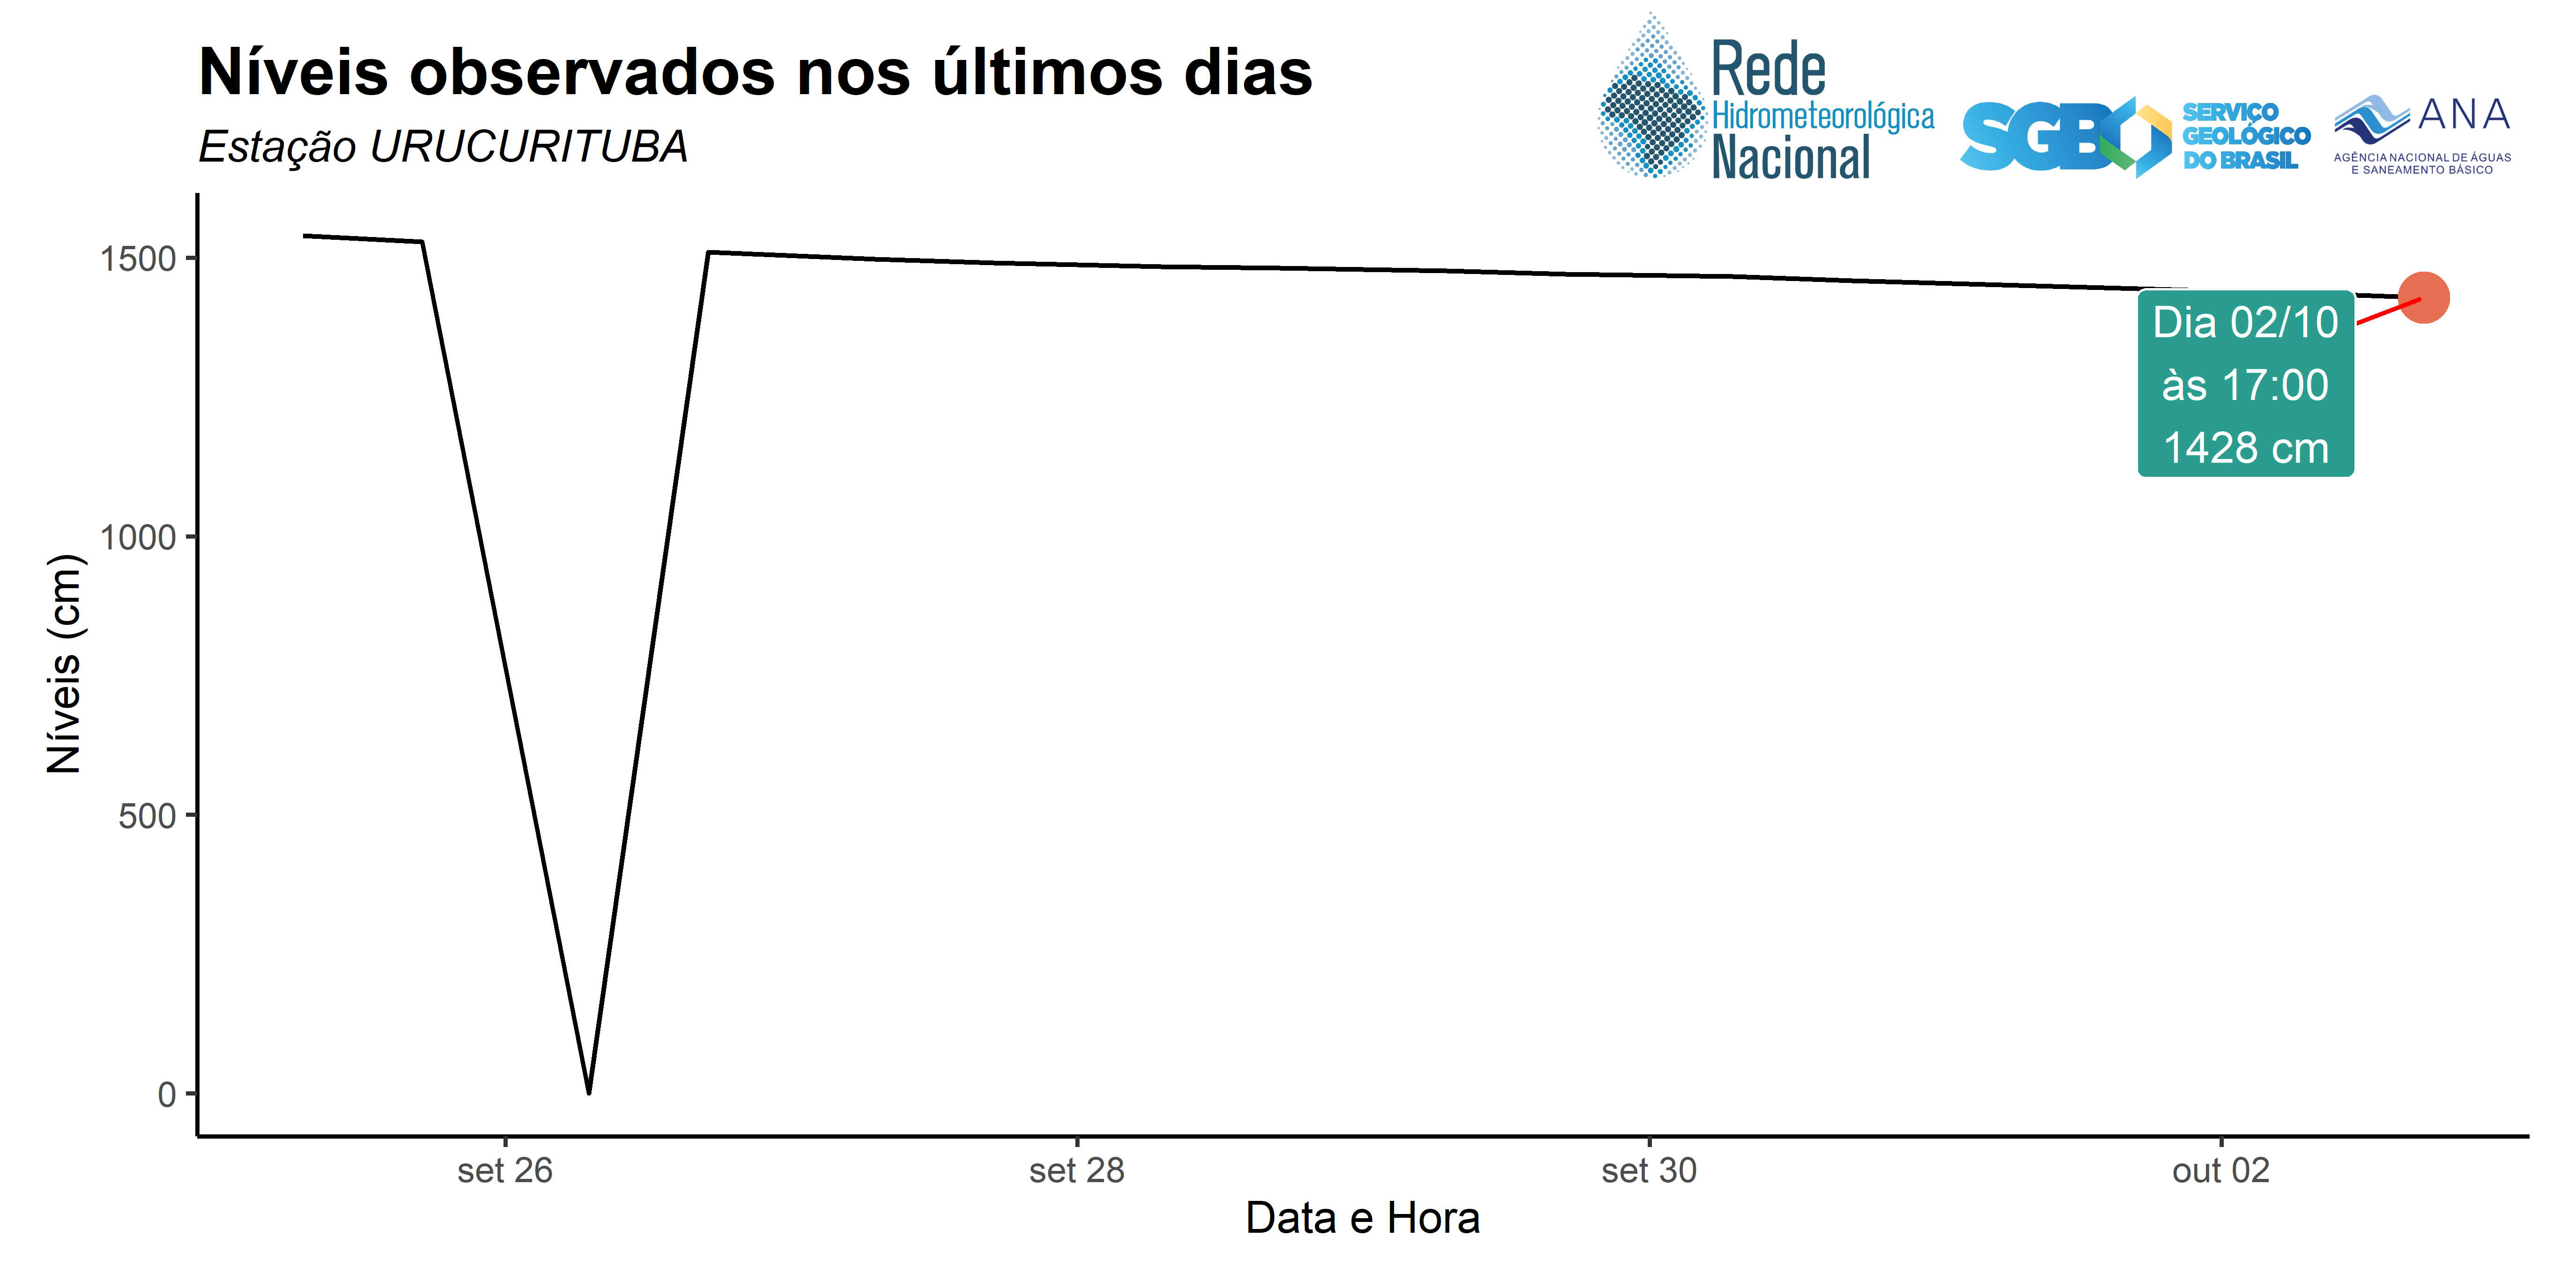 Níveis observados nos últimos dias
Estação URUCURITUBA
Rede
Hidrometeorológica
Nacional
SGB
SERVIÇO
GEOLÓGICO
DO BRASIL
ANA
AGÊNCIA NACIONAL DE ÁGUAS
E SANEAMENTO BÁSICO
Níveis (cm)
1500
1000
500
0
Dia 02/10
às 17:00
1428 cm
set 26
set 28
set 30
out 02
Data e Hora